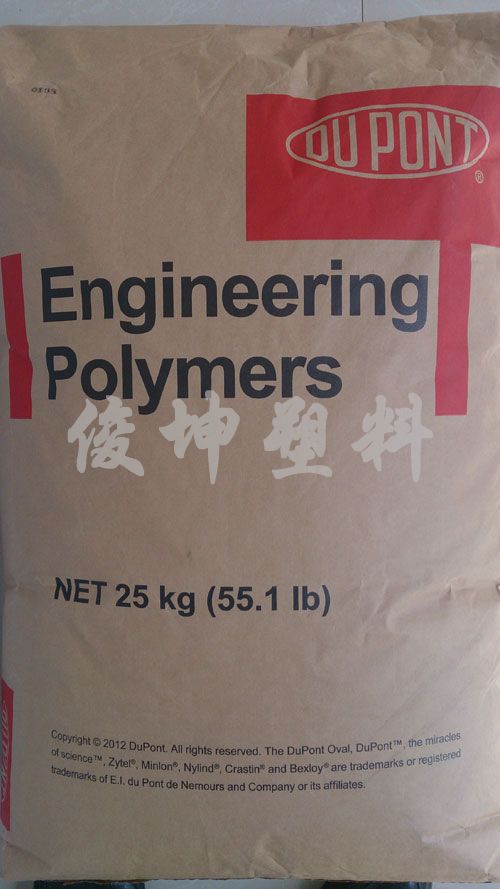 DU PONT
®
Engineering
Polymers
俊坤塑料
NET 25 kg (55.1 lb)
Copyright © 2012 DuPont. All rights reserved. The DuPont Oval, DuPont™, the miracles
of science™, Zytel®, Minlon®, Nylind®, Crastin® and Bexloy® are trademarks or registered
trademarks of E.I. du Pont de Nemours and Company or its affiliates.